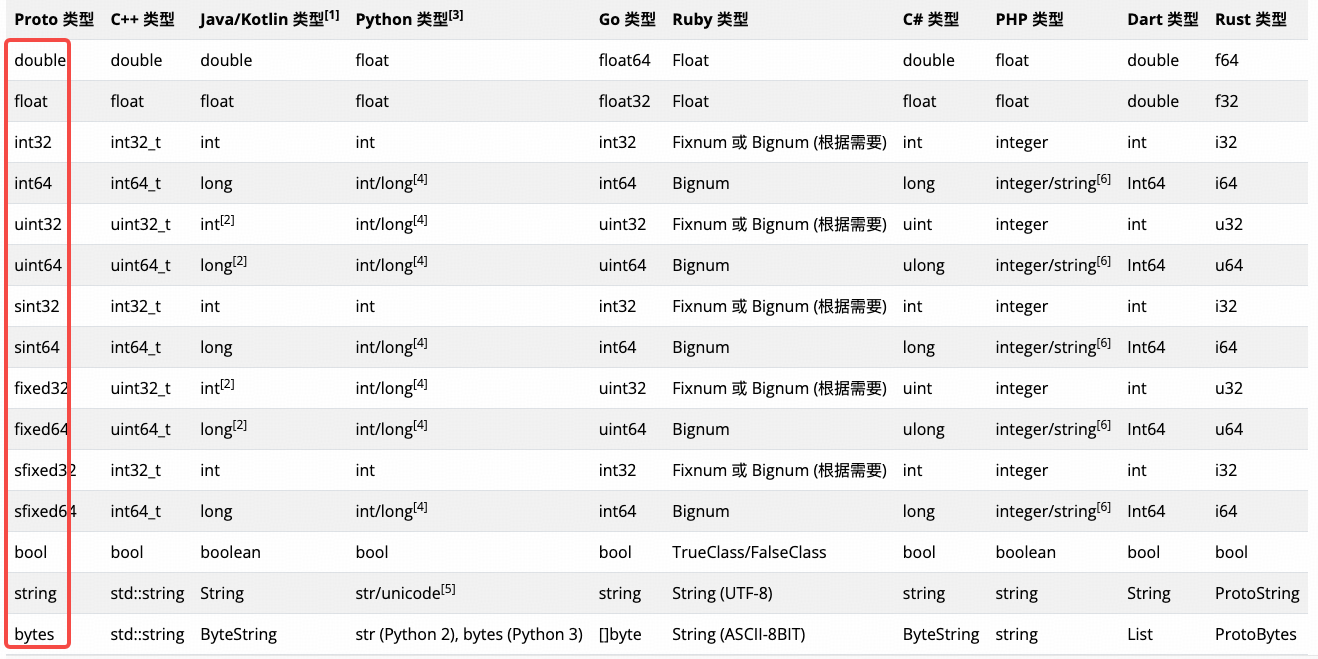 Proto 类型 C++ 类型 Java/Kotlin 类型[1] Python 类型[3] Go 类型 Ruby 类型 C# 类型 PHP 类型 Dart 类型 Rust 类型
double double double float float64 Float double float double f64
float float float float float32 Float float float double f32
int32 int32_t int int int32 Fixnum 或 Bignum (根据需要) int integer int i32
int64 int64_t long int/long[4] int64 Bignum long integer/string[6] Int64 i64
uint32 uint32_t int[2] int/long[4] uint32 Fixnum 或 Bignum (根据需要) uint integer int u32
uint64 uint64_t long[2] int/long[4] uint64 Bignum ulong integer/string[6] Int64 u64
sint32 int32_t int int int32 Fixnum 或 Bignum (根据需要) int integer int i32
sint64 int64_t long int/long[4] int64 Bignum long integer/string[6] Int64 i64
fixed32 uint32_t int[2] int/long[4] uint32 Fixnum 或 Bignum (根据需要) uint integer int u32
fixed64 uint64_t long[2] int/long[4] uint64 Bignum ulong integer/string[6] Int64 u64
sfixed32 int32_t int int int32 Fixnum 或 Bignum (根据需要) int integer int i32
sfixed64 int64_t long int/long[4] int64 Bignum long integer/string[6] Int64 i64
bool bool boolean bool bool TrueClass/FalseClass bool boolean bool bool
string std::string String str/unicode[5] string String (UTF-8) string string String ProtoString
bytes std::string ByteString str (Python 2), bytes (Python 3) []byte String (ASCII-8BIT) ByteString string List ProtoBytes